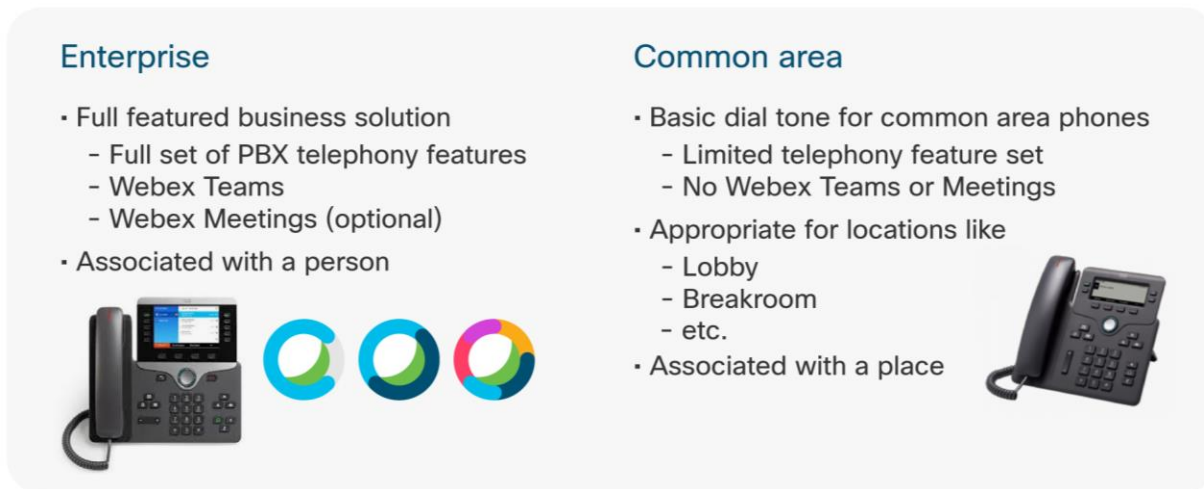 Enterprise
· Full featured business solution
- Full set of PBX telephony features
- Webex Teams
- Webex Meetings (optional)
· Associated with a person
Common area
· Basic dial tone for common area phones
- Limited telephony feature set
- No Webex Teams or Meetings
· Appropriate for locations like
- Lobby
- Breakroom
- etc.
· Associated with a place